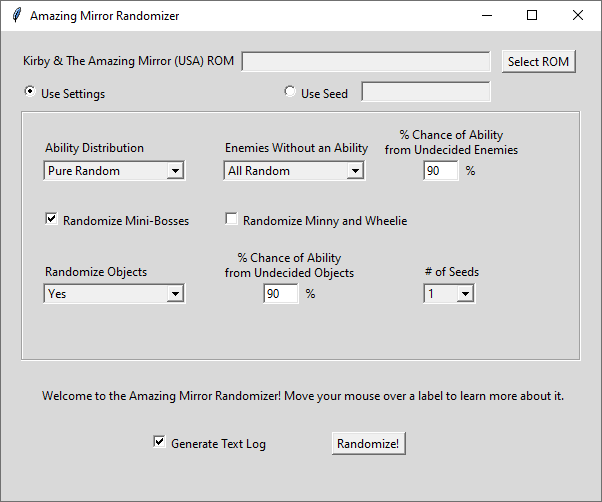 Amazing Mirror Randomizer
Kirby & The Amazing Mirror (USA) ROM
Select ROM
Use Settings
Use Seed
Ability Distribution
Enemies Without an Ability
% Chance of Ability
from Undecided Enemies
Pure Random
All Random
90 %
Randomize Mini-Bosses
Randomize Minny and Wheelie
Randomize Objects
% Chance of Ability
from Undecided Objects
# of Seeds
Yes
90 %
1
Welcome to the Amazing Mirror Randomizer! Move your mouse over a label to learn more about it.
Generate Text Log
Randomize!